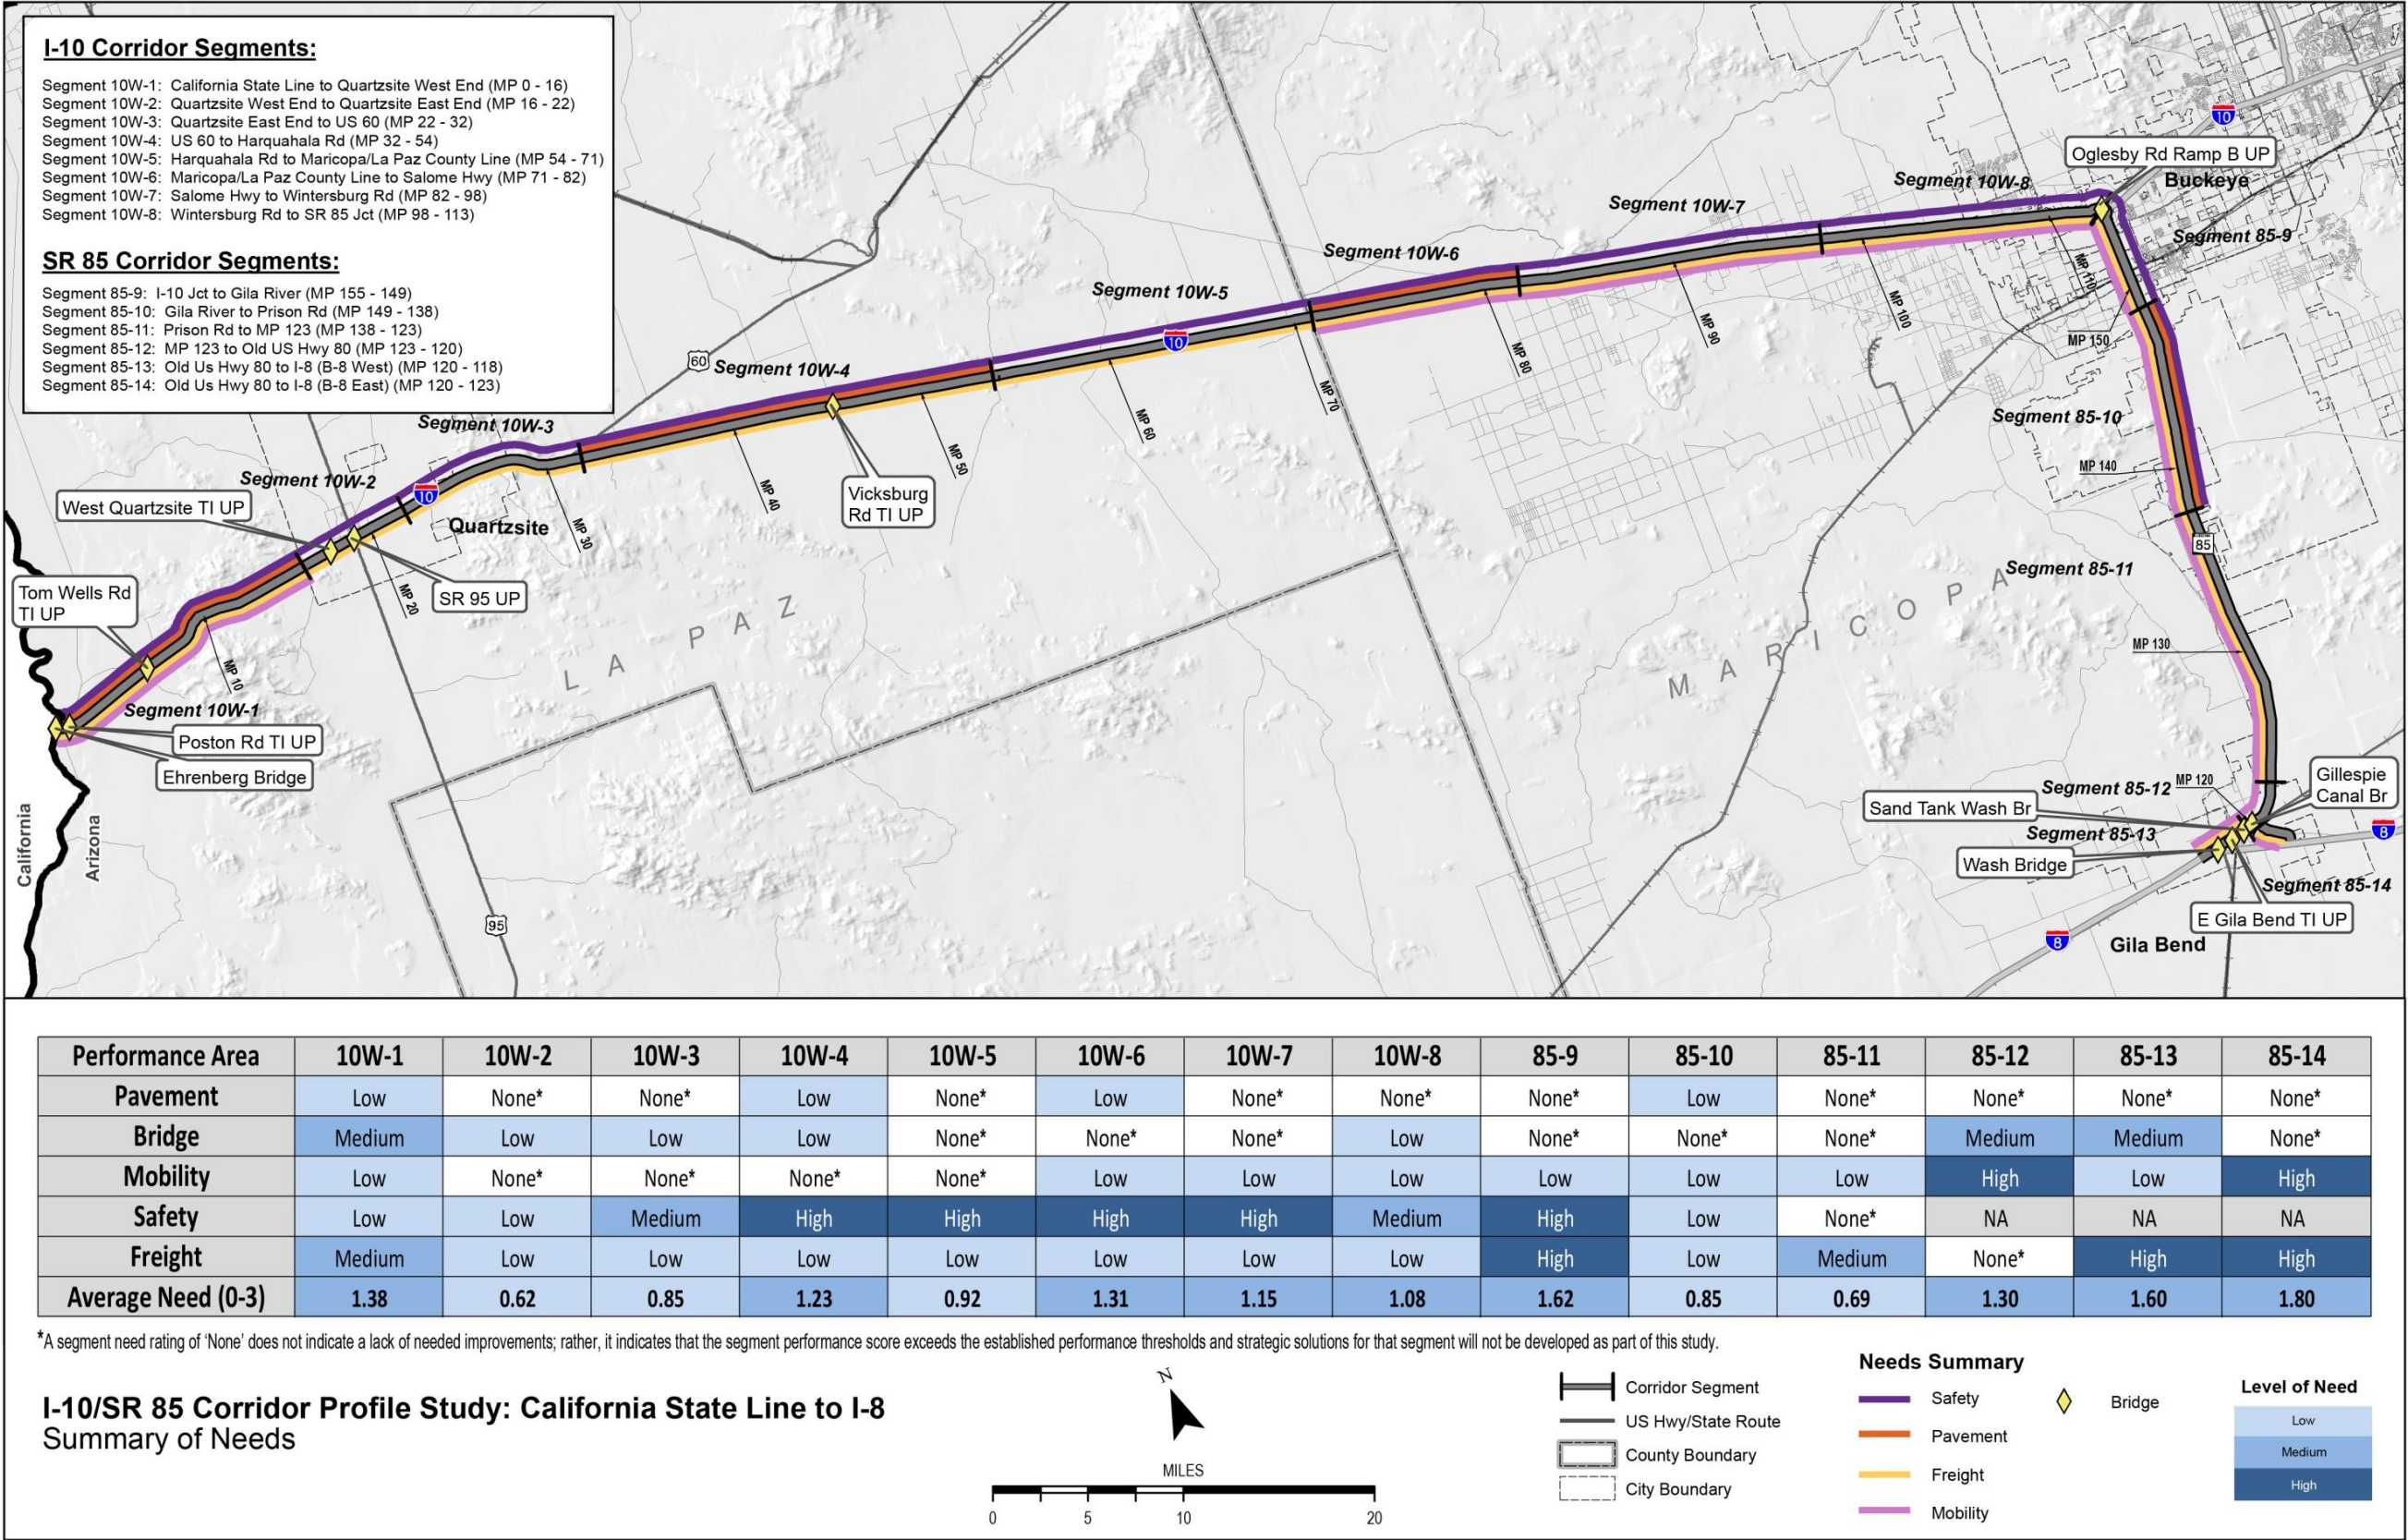 I-10 Corridor Segments:
Segment 10W-1: California State Line to Quartzsite West End (MP 0 - 16)
Segment 10W-2: Quartzsite West End to Quartzsite East End (MP 16 - 22)
Segment 10W-3: Quartzsite East End to US 60 (MP 22 - 32)
Segment 10W-4: US 60 to Harquahala Rd (MP 32 - 54)
Segment 10W-5: Harquahala Rd to Maricopa/La Paz County Line (MP 54 - 71)
Segment 10W-6: Maricopa/La Paz County Line to Salome Hwy (MP 71 - 82)
Segment 10W-7: Salome Hwy to Wintersburg Rd (MP 82 - 98)
Segment 10W-8: Wintersburg Rd to SR 85 Jct (MP 98 - 113)
SR 85 Corridor Segments:
Segment 85-9: I-10 Jct to Gila River (MP 155 - 149)
Segment 85-10: Gila River to Prison Rd (MP 149 - 138)
Segment 85-11: Prison Rd to MP 123 (MP 138 - 123)
Segment 85-12: MP 123 to Old US Hwy 80 (MP 123 - 120)
Segment 85-13: Old Us Hwy 80 to I-8 (B-8 West) (MP 120 - 118)
Segment 85-14: Old Us Hwy 80 to I-8 (B-8 East) (MP 120 - 123)
10
Oglesby Rd Ramp B UP
Buckeye
Segment 10W-8
Segment 10W-7
Segment 85-9
Segment 10W-6
MP 110
Segment 10W-5
MP 100
MP 90
MP 150
10
MP 80
60
Segment 10W-4
MP 70
Segment 10W-3
MP 60
Segment 85-10
MP 50
MP 140
Segment 10W-2
MP 40
10
Vicksburg
Rd TI UP
West Quartzsite TI UP
Quartzsite
MP 30
85
Segment 85-11
Tom Wells Rd
TI UP
MP 20
SR 95 UP
LA PAZ
MARICOPA
MP 130
MP 10
Segment 10W-1
Poston Rd TI UP
Ehrenberg Bridge
Segment 85-12
MP 120
Gillespie
Canal Br
Sand Tank Wash Br
Segment 85-13
8
California
Arizona
Wash Bridge
Segment 85-14
E Gila Bend TI UP
95
8
Gila Bend
Performance Area 10W-1 10W-2 10W-3 10W-4 10W-5 10W-6 10W-7 10W-8 85-9 85-10 85-11 85-12 85-13 85-14
Pavement Low None* None* Low None* Low None* None* None* Low None* None* None* None*
Bridge Medium Low Low Low None* None* None* Low None* None* None* Medium Medium None*
Mobility Low None* None* None* None* Low Low Low Low Low Low High Low High
Safety Low Low Medium High High High High Medium High Low None* NA NA NA
Freight Medium Low Low Low Low Low Low Low High Low Medium None* High High
Average Need (0-3) 1.38 0.62 0.85 1.23 0.92 1.31 1.15 1.08 1.62 0.85 0.69 1.30 1.60 1.80
*A segment need rating of 'None' does not indicate a lack of needed improvements; rather, it indicates that the segment performance score exceeds the established performance thresholds and strategic solutions for that segment will not be developed as part of this study.
I-10/SR 85 Corridor Profile Study: California State Line to I-8
Summary of Needs
N
MILES
0 5 10 20
Corridor Segment
US Hwy/State Route
County Boundary
City Boundary
Needs Summary
Safety
Pavement
Freight
Mobility
Bridge
Level of Need
Low
Medium
High